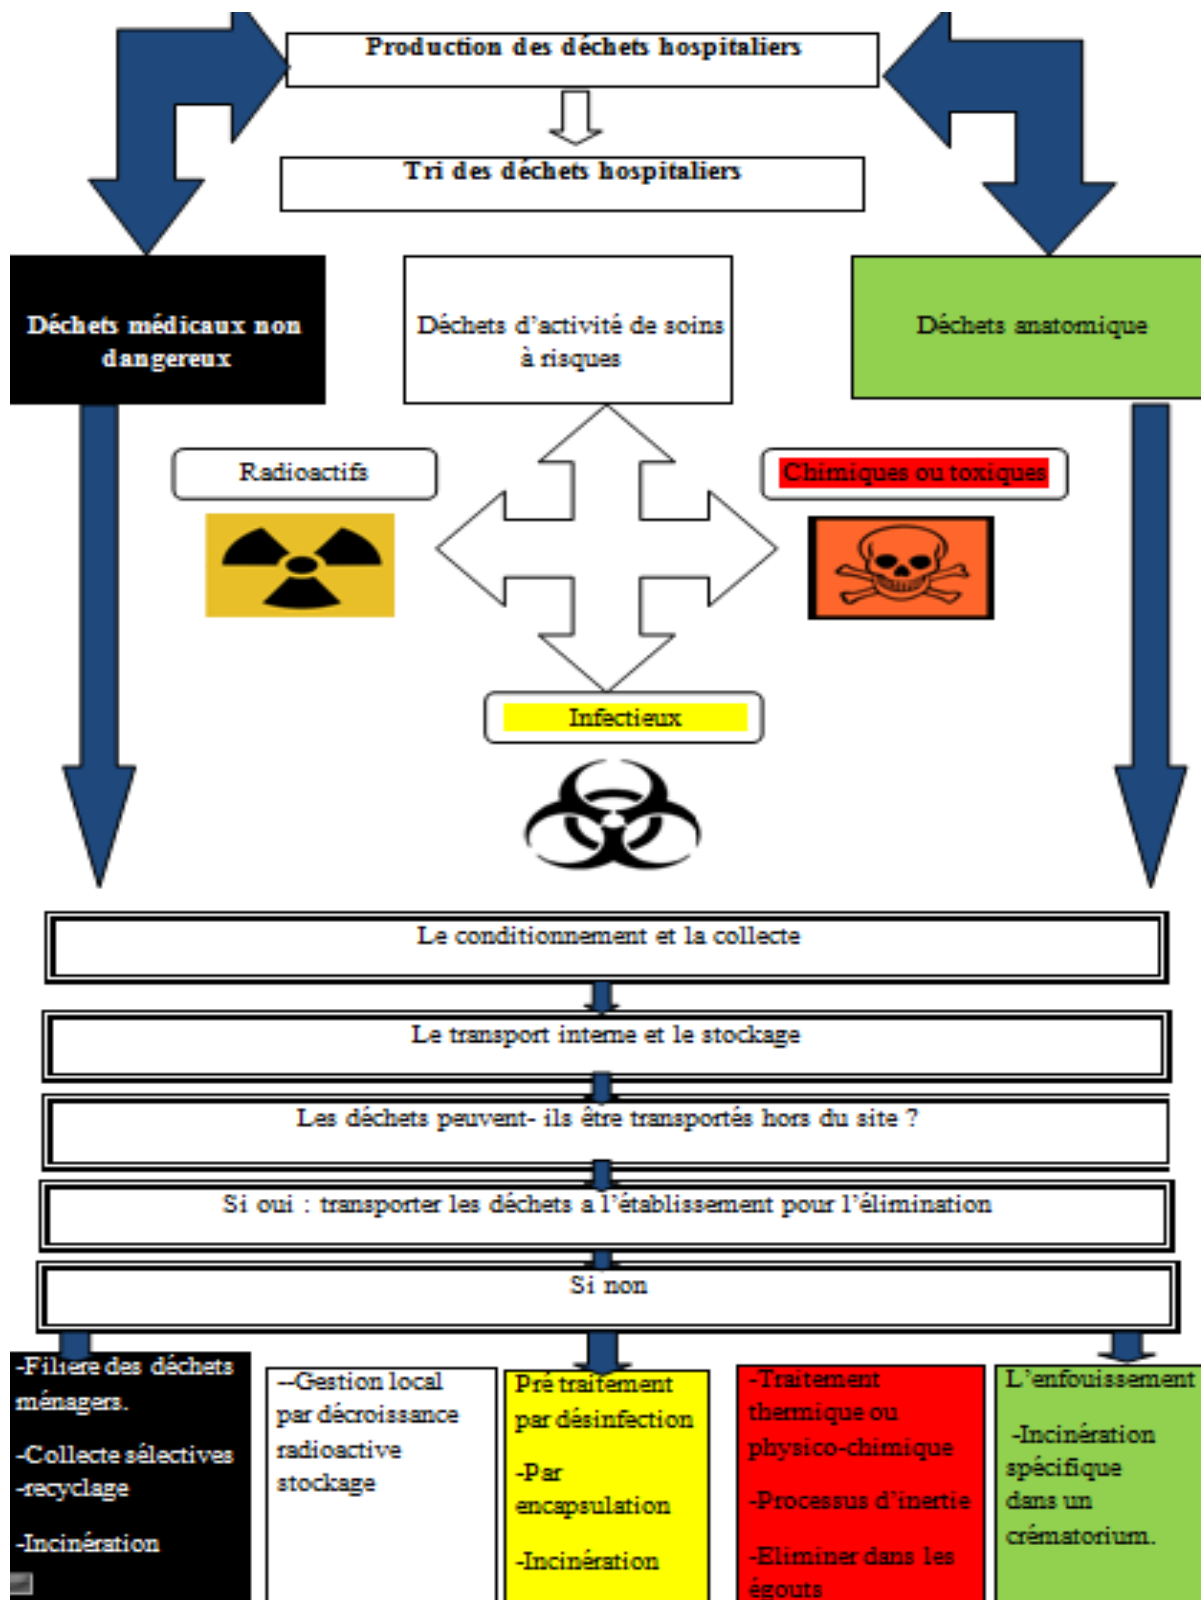 Production des déchets hospitaliers
Tri des déchets hospitaliers
Déchets médicaux non
dangereux
Déchets d'activité de soins
à risques
Déchets anatomique
Radioactifs
Chimiques ou toxiques
Infectieux
Le conditionnement et la collecte
Le transport interne et le stockage
Les déchets peuvent- ils être transportés hors du site ?
Si oui : transporter les déchets a l'établissement pour l'élimination
Si non
-Filière des déchets
ménagers.
-Collecte sélectives
-recyclage
-Incinération
--Gestion local
par décroissance
radioactive
stockage
Pré traitement
par désinfection
-Par
encapsulation
-Incinération
-Traitement
thermique ou
physico-chimique
-Processus d'inertie
-Eliminer dans les
égouts
L'enfouissement
-Incinération
spécifique
dans un
crématorium.